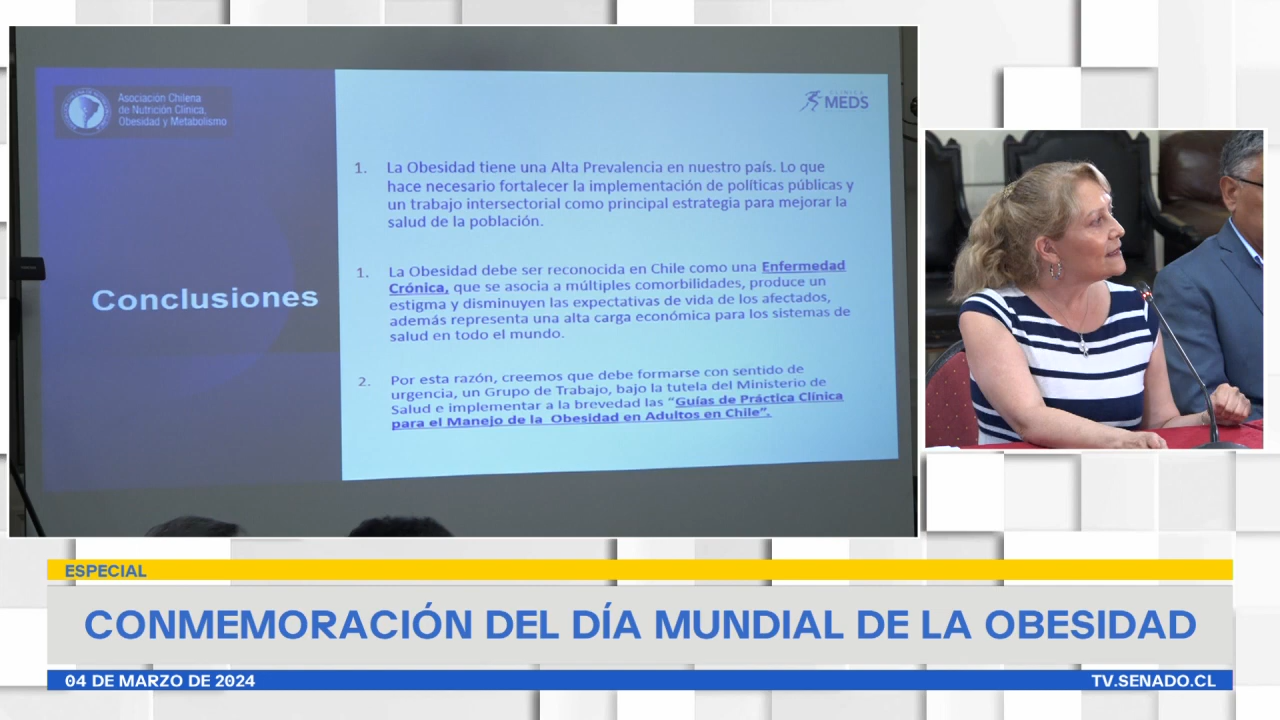 Asociación Chilena
de Nutrición Clínica,
Obesidad y Metabolismo
CLINICA
MEDS
Conclusiones
1. La Obesidad tiene una Alta Prevalencia en nuestro país. Lo que
hace necesario fortalecer la implementación de políticas públicas y
un trabajo intersectorial como principal estrategia para mejorar la
salud de la población.
1. La Obesidad debe ser reconocida en Chile como una Enfermedad
Crónica, que se asocia a múltiples comorbilidades, produce un
estigma y disminuyen las expectativas de vida de los afectados,
además representa una alta carga económica para los sistemas de
salud en todo el mundo.
2. Por esta razón, creemos que debe formarse con sentido de
urgencia, un Grupo de Trabajo, bajo la tutela del Ministerio de
Salud e implementar a la brevedad las "Guías de Práctica Clínica
para el Manejo de la Obesidad en Adultos en Chile".
ESPECIAL
CONMEMORACIÓN DEL DÍA MUNDIAL DE LA OBESIDAD
04 DE MARZO DE 2024
TV.SENADO.CL